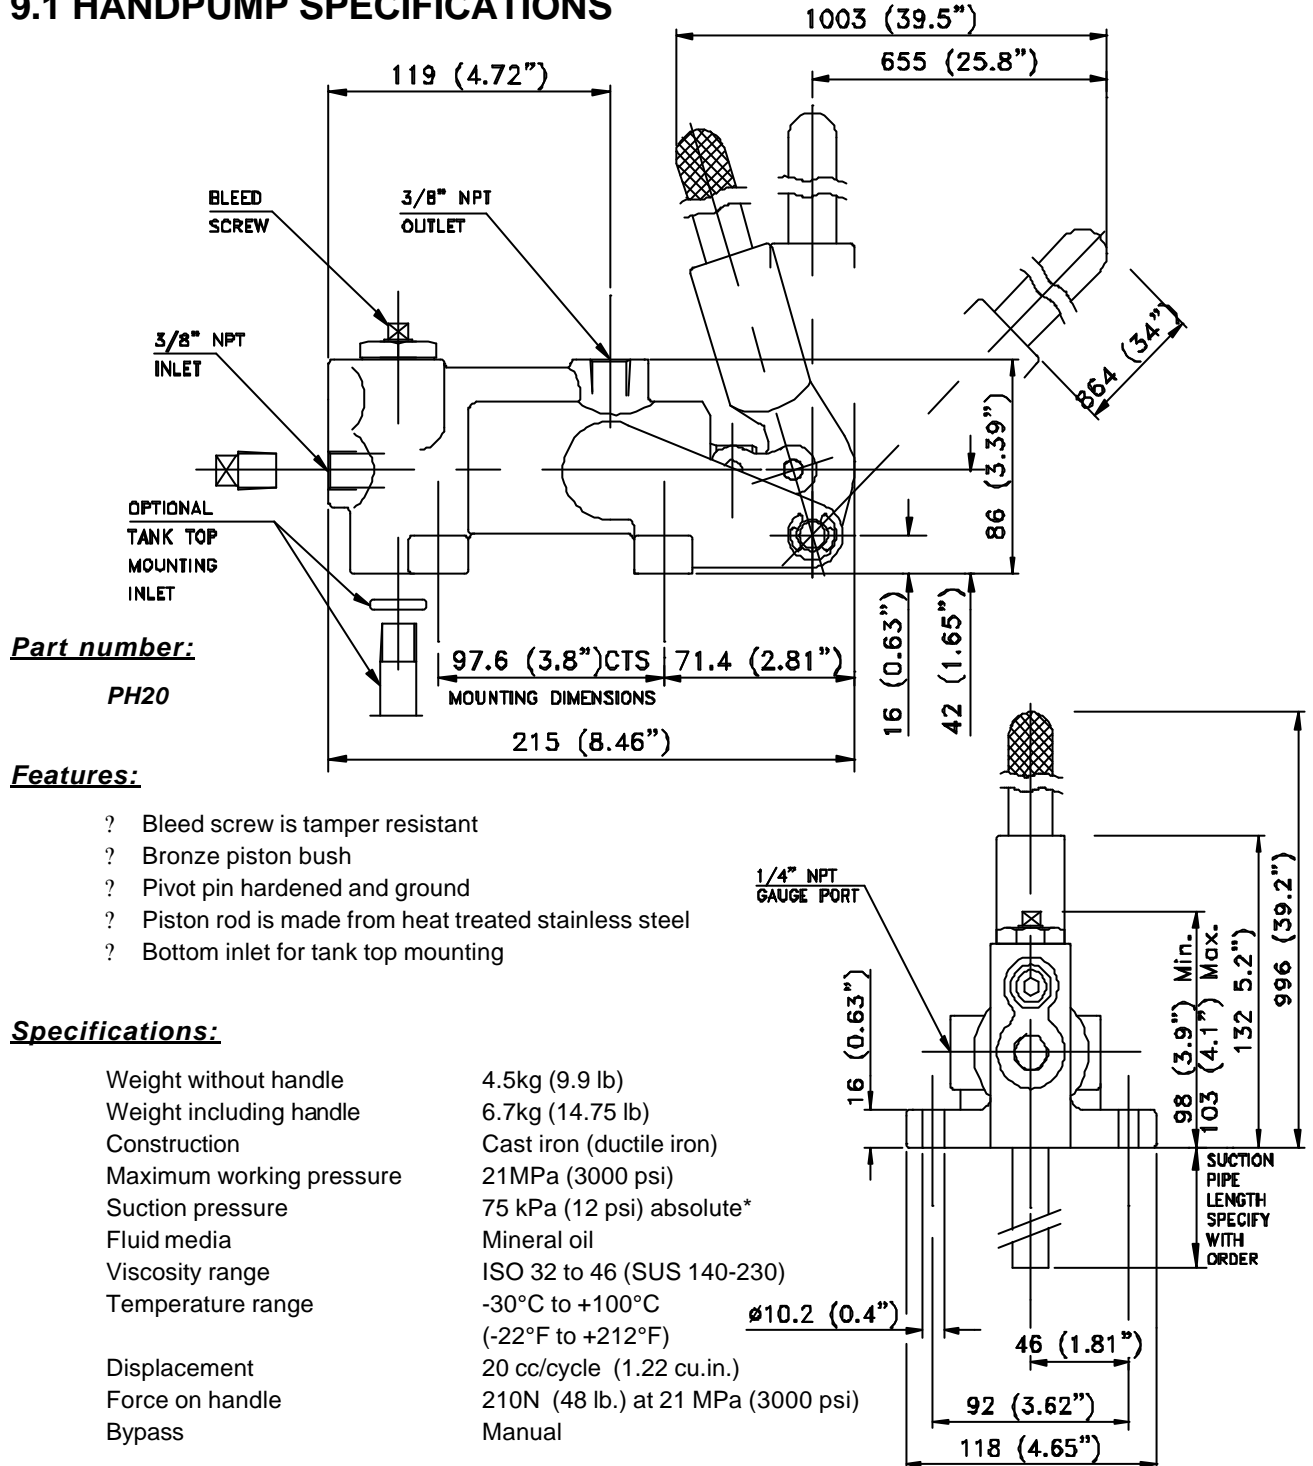 9.1 HANDPUMP SPECIFICATIONS
1003 (39.5")
655 (25.8")
119 (4.72")
BLEED
SCREW
3/8" NPT
OUTLET
3/8" NPT
INLET
864 (34")
86 (3.39")
OPTIONAL
TANK TOP
MOUNTING
INLET
16 (0.63")
42 (1.65")
97.6 (3.8")CTS
71.4 (2.81")
MOUNTING DIMENSIONS
215 (8.46")
Part number:
PH20
Features:
? Bleed screw is tamper resistant
? Bronze piston bush
? Pivot pin hardened and ground
? Piston rod is made from heat treated stainless steel
? Bottom inlet for tank top mounting
1/4" NPT
GAUGE PORT
16 (0.63")
98 (3.9") Min.
103 (4.1") Max.
132 5.2")
996 (39.2")
SUCTION
PIPE
LENGTH
SPECIFY
WITH
ORDER
ø10.2 (0.4")
46 (1.81")
92 (3.62")
118 (4.65")
Specifications:
Weight without handle 4.5kg (9.9 lb)
Weight including handle 6.7kg (14.75 lb)
Construction Cast iron (ductile iron)
Maximum working pressure 21MPa (3000 psi)
Suction pressure 75 kPa (12 psi) absolute*
Fluid media Mineral oil
Viscosity range ISO 32 to 46 (SUS 140-230)
Temperature range -30°C to +100°C
(-22°F to +212°F)
Displacement 20 cc/cycle (1.22 cu.in.)
Force on handle 210N (48 lb.) at 21 MPa (3000 psi)
Bypass Manual